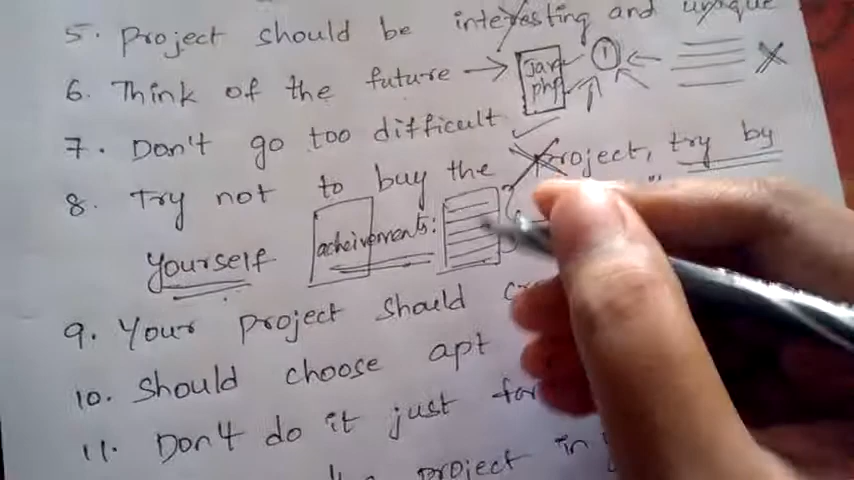 5. Project should be interesting and unique
6. Think of the future → Java php 1
7. Don't go too difficult
8. Try not to buy the project, try by
yourself acheivements:
9. Your project should
10. Should choose apt
11. Don't do it just for
project in